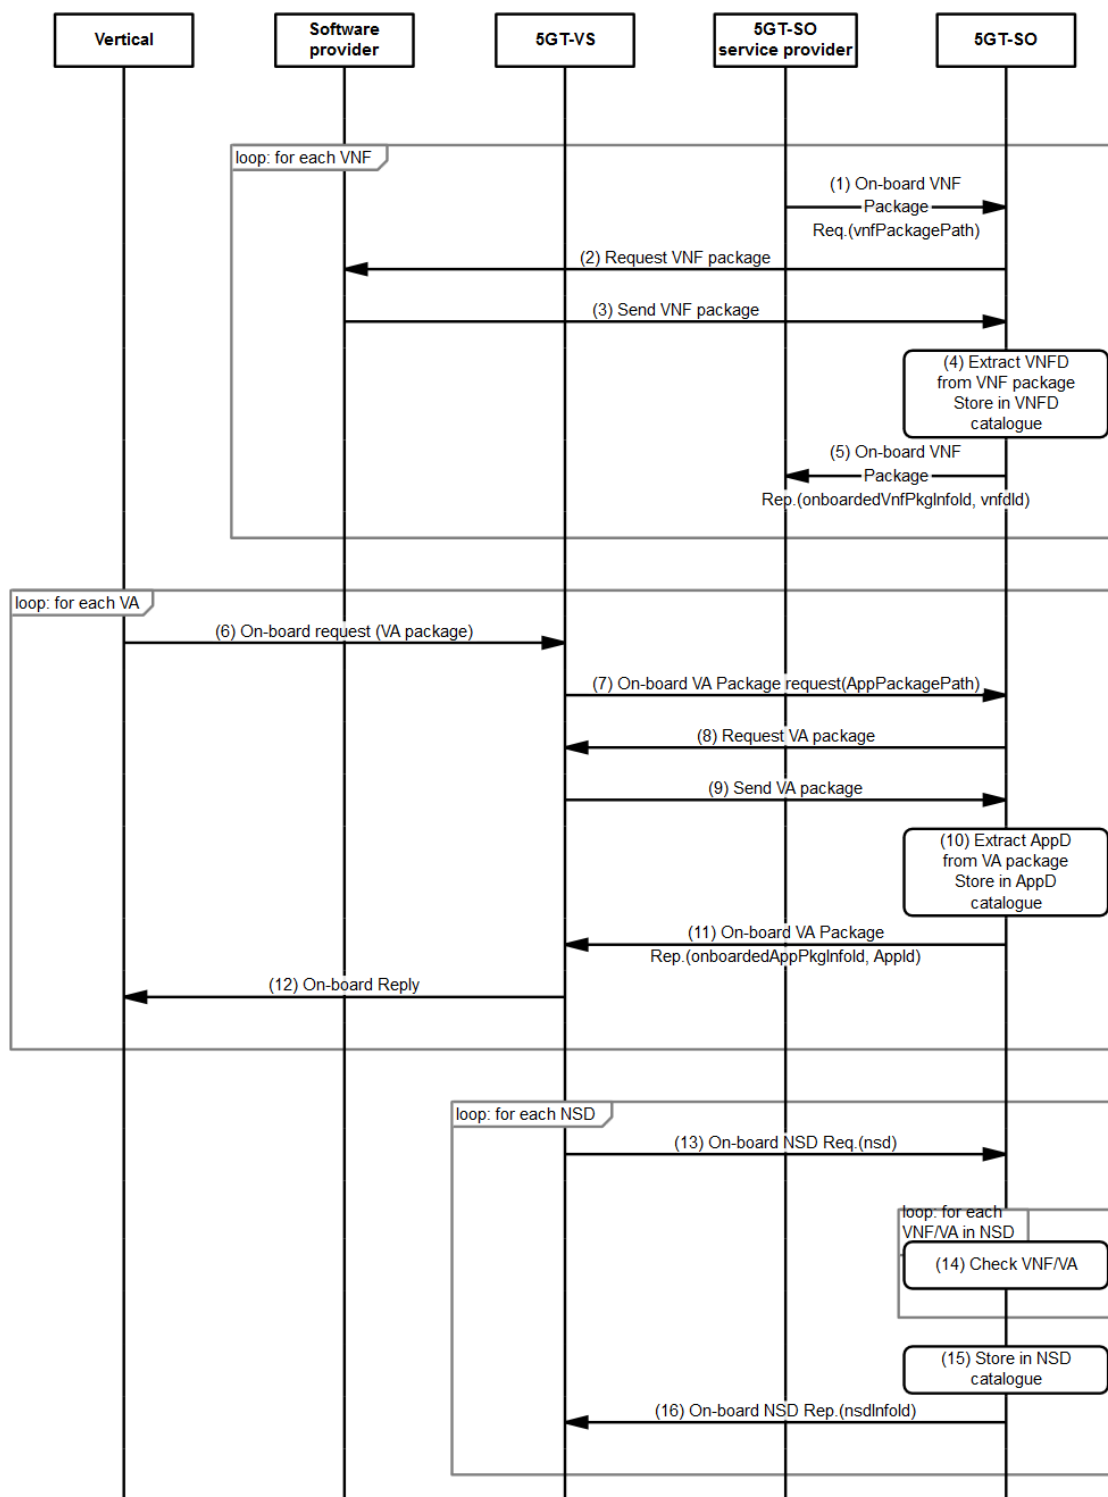 Vertical
Software
provider
5GT-VS
5GT-SO
service provider
5GT-SO
loop: for each VNF
(1) On-board VNF
Package
Req.(vnfPackagePath)
(2) Request VNF package
(3) Send VNF package
(4) Extract VNFD
from VNF package
Store in VNFD
catalogue
(5) On-board VNF
Package
Rep.(onboardedVnfPkgInfoId, vnfdId)
loop: for each VA
(6) On-board request (VA package)
(7) On-board VA Package request(AppPackagePath)
(8) Request VA package
(9) Send VA package
(10) Extract AppD
from VA package
Store in AppD
catalogue
(11) On-board VA Package
Rep.(onboardedAppPkgInfoId, AppId)
(12) On-board Reply
loop: for each NSD
(13) On-board NSD Req.(nsd)
loop: for each
VNF/VA in NSD
(14) Check VNF/VA
(15) Store in NSD
catalogue
(16) On-board NSD Rep.(nsdInfoId)